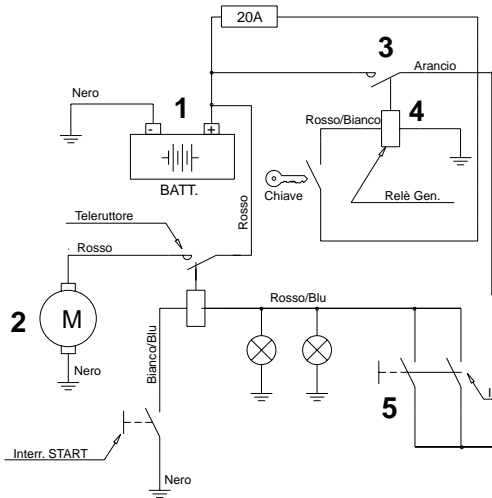 20A
3
Arancio
Nero
1
Rosso/Bianco
4
- +
BATT.
Chiave
Relè Gen.
Rosso
Teleruttore
Rosso
2
M
Rosso/Blu
Bianco/Blu
Nero
5
I
Interr. START
Nero